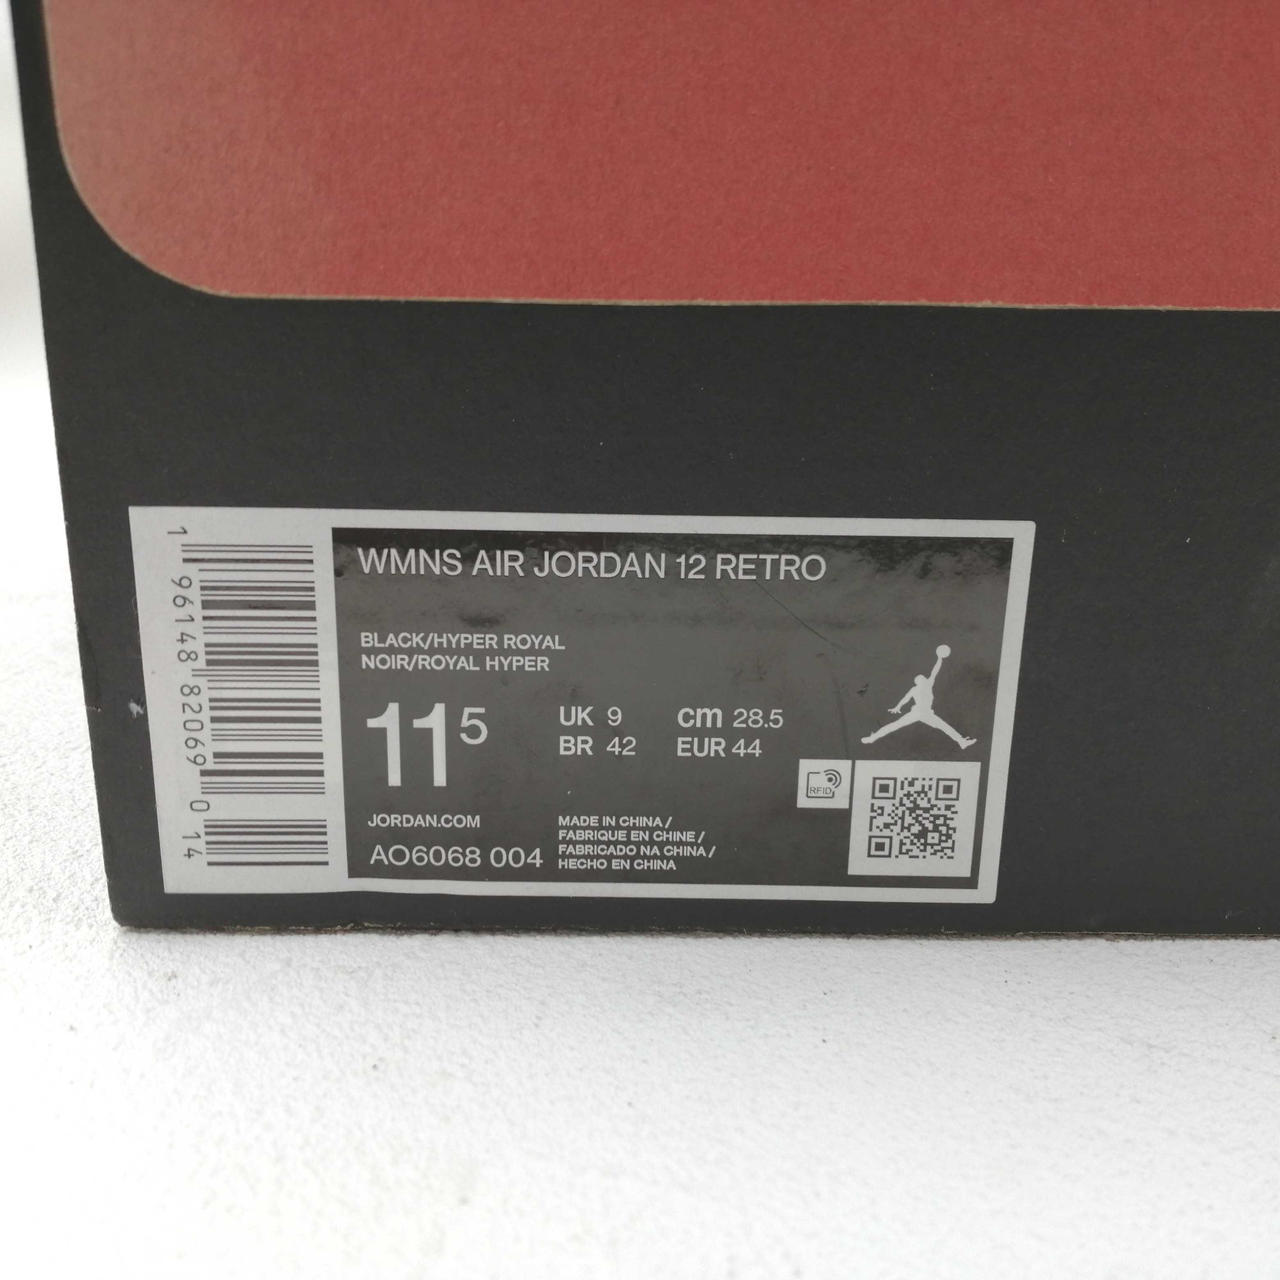 WMNS AIR JORDAN 12 RETRO
BLACK/HYPER ROYAL
NOIR/ROYAL HYPER
11 5
UK 9 cm 28.5
BR 42 EUR 44
RFID
JORDAN.COM
AO6068 004
MADE IN CHINA /
FABRIQUE EN CHINE /
FABRICADO NA CHINA /
HECHO EN CHINA
1 96148 82069 0 14